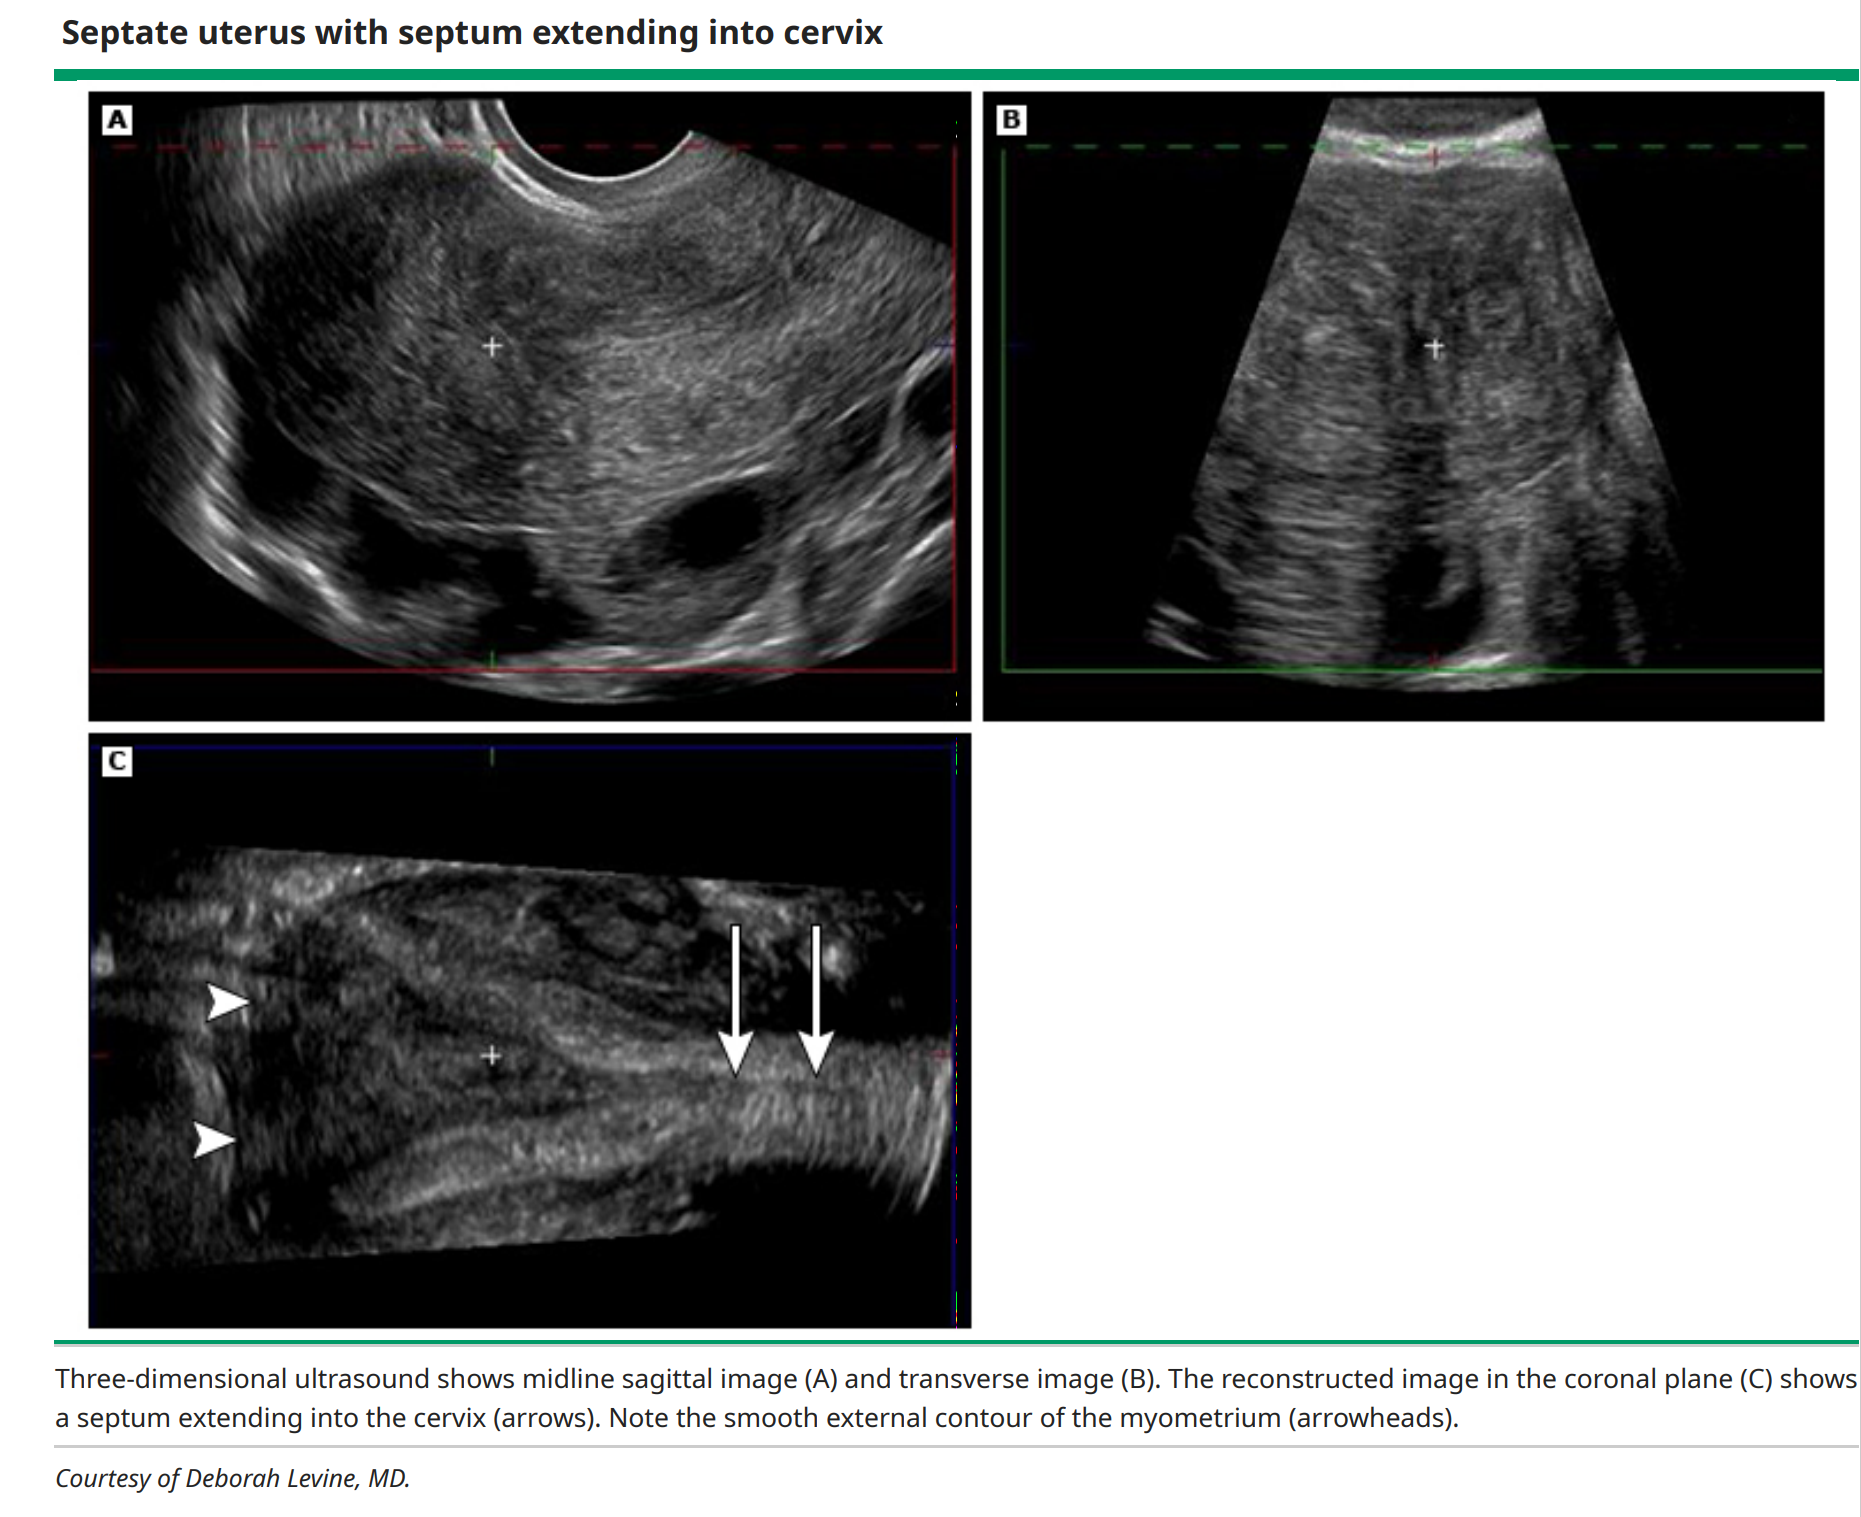 Septate uterus with septum extending into cervix
A
B
C
Three-dimensional ultrasound shows midline sagittal image (A) and transverse image (B). The reconstructed image in the coronal plane (C) shows
a septum extending into the cervix (arrows). Note the smooth external contour of the myometrium (arrowheads).
Courtesy of Deborah Levine, MD.